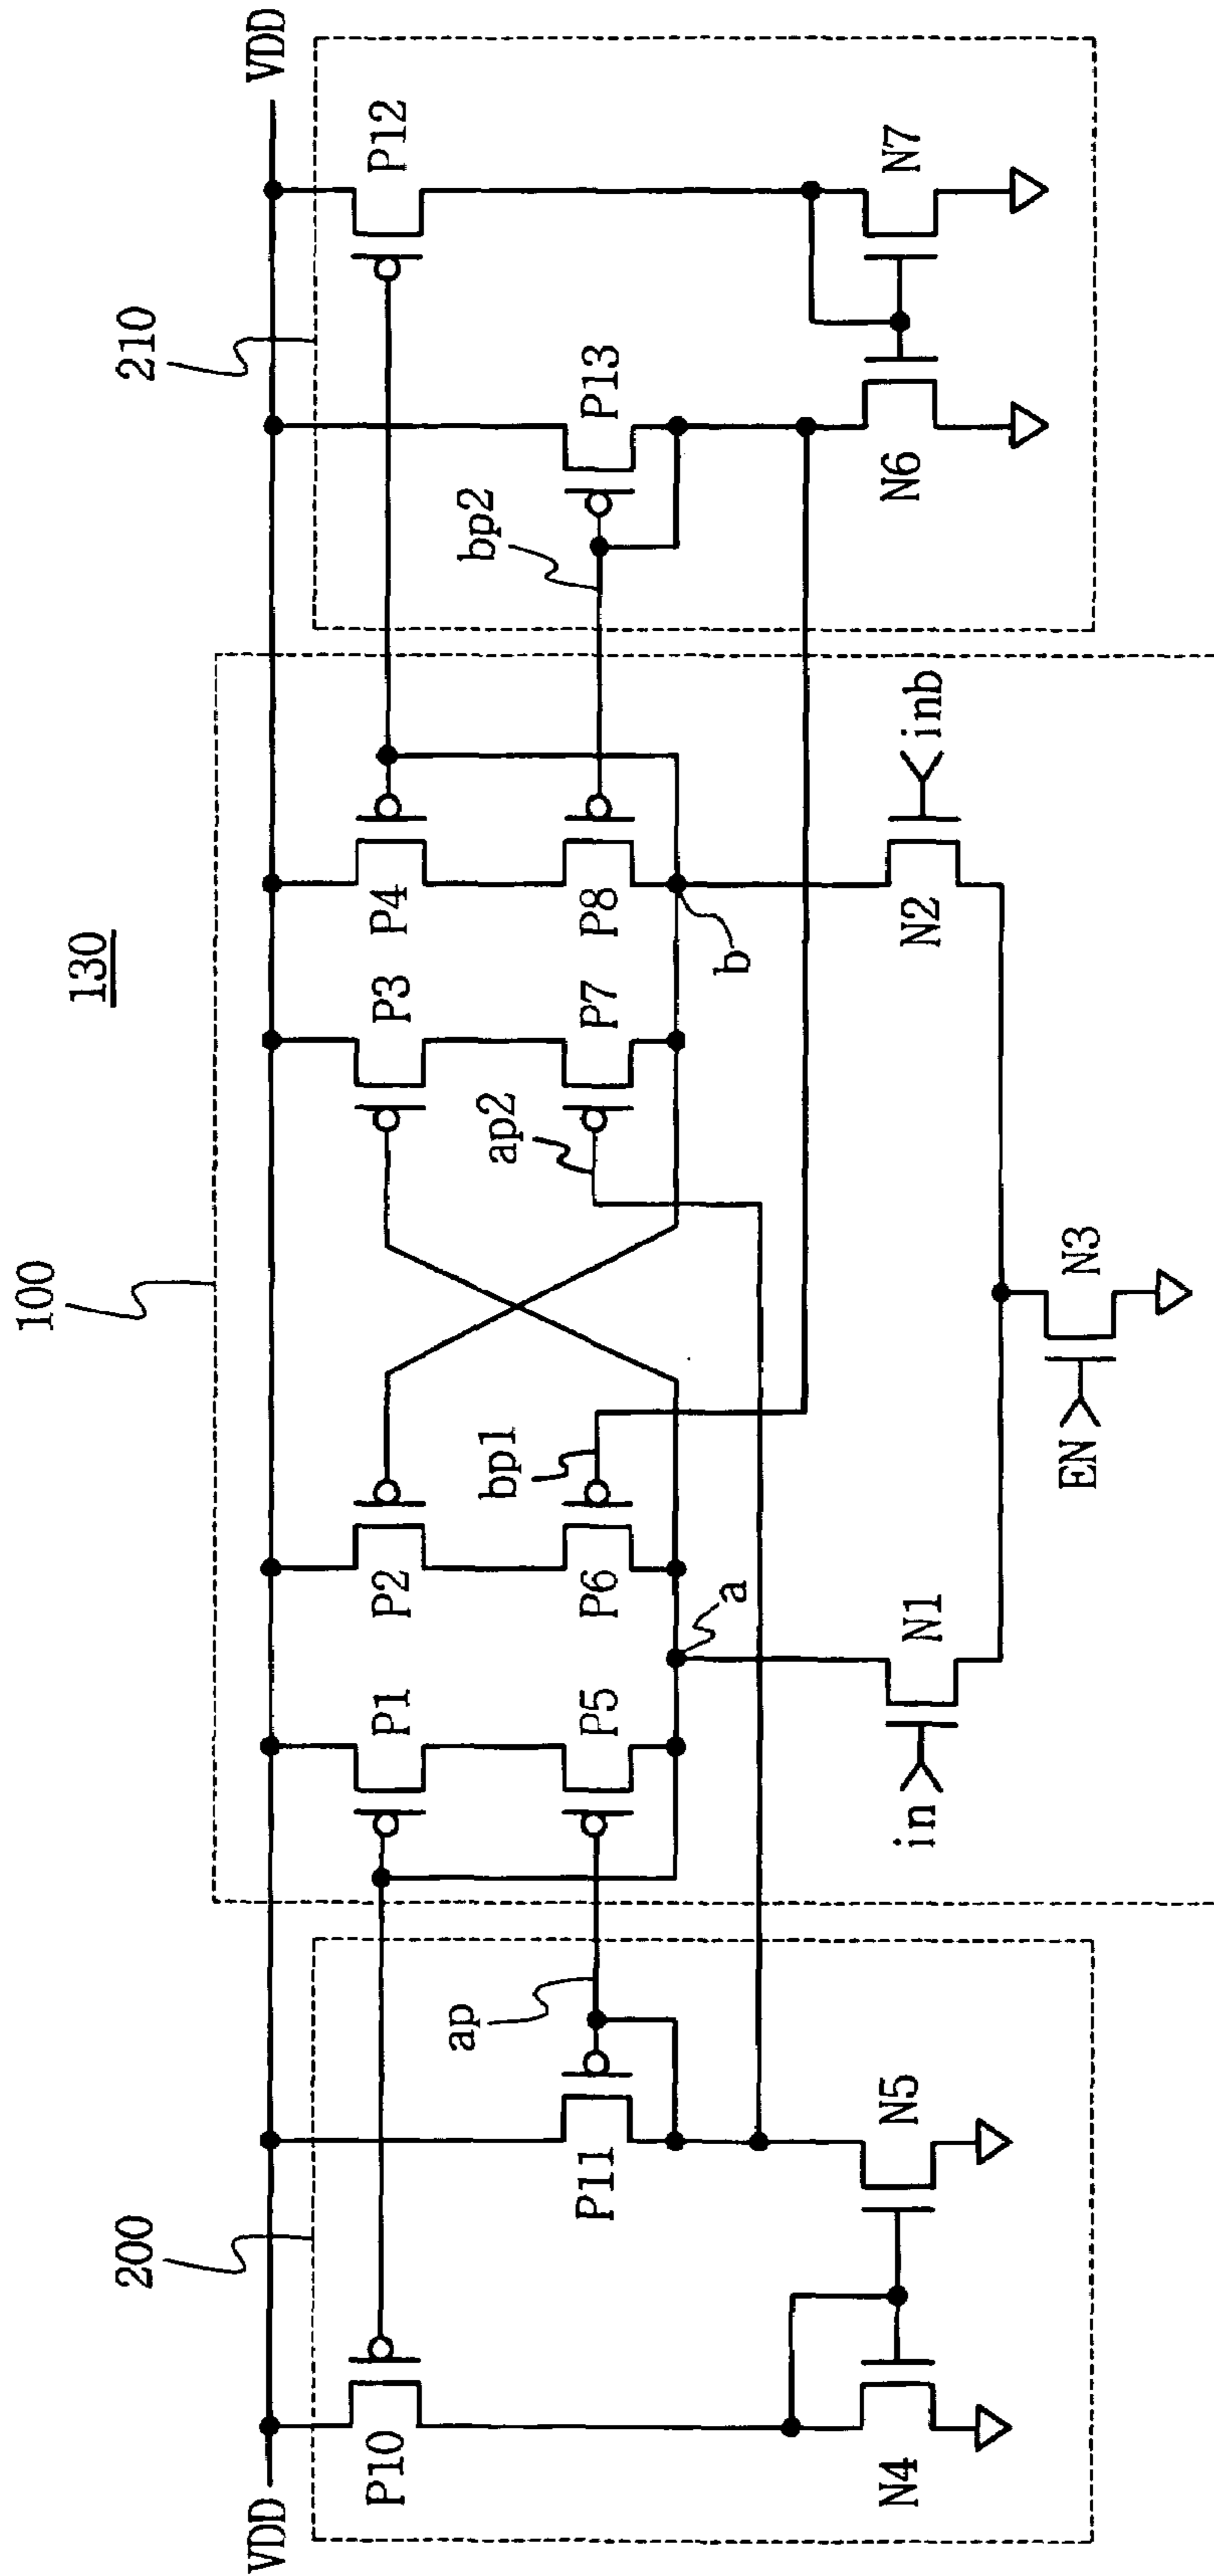 130
100
200
210
VDD
VDD
P10
P1
P2
P3
P4
P12
ap
bp1
ap2
bp2
P11
P5
P6
P7
P8
P13
a
b
N4
N5
in
N1
N2
inb
N6
N7
EN
N3